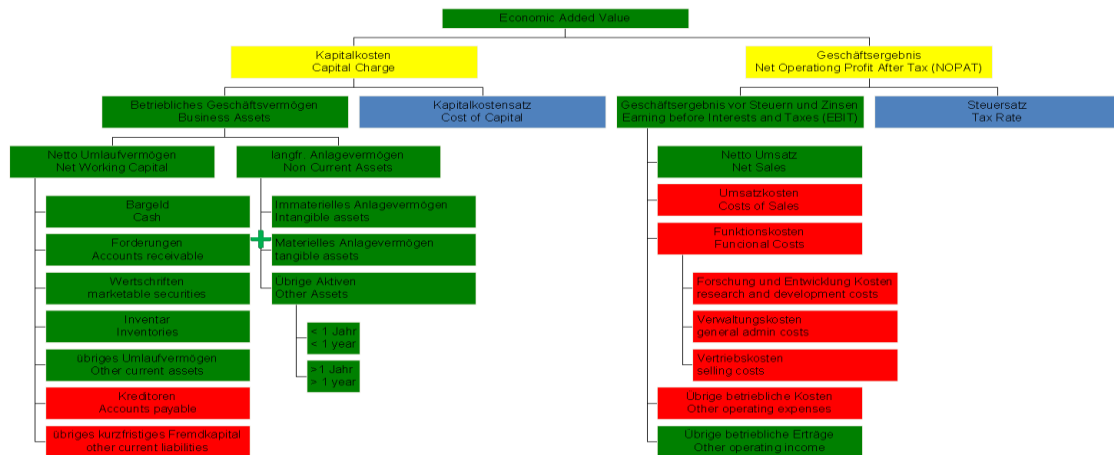 Economic Added Value
Kapitalkosten
Capital Charge
Geschäftsergebnis
Net Operationg Profit After Tax (NOPAT)
Betriebliches Geschäftsvermögen
Business Assets
Kapitalkostensatz
Cost of Capital
Geschäftsergebnis vor Steuern und Zinsen
Earning before Interests and Taxes (EBIT)
Steuersatz
Tax Rate
Netto Umlaufvermögen
Net Working Capital
langfr. Anlagevermögen
Non Current Assets
Netto Umsatz
Net Sales
Bargeld
Cash
Immaterielles Anlagevermögen
Intangible assets
Umsatzkosten
Costs of Sales
Forderungen
Accounts receivable
Materielles Anlagevermögen
tangible assets
Funktionskosten
Funcional Costs
Wertschriften
marketable securities
Übrige Aktiven
Other Assets
Forschung und Entwicklung Kosten
research and development costs
Inventar
Inventories
< 1 Jahr
< 1 year
Verwaltungskosten
general admin costs
übriges Umlaufvermögen
Other current assets
>1 Jahr
> 1 year
Vertriebskosten
selling costs
Kreditoren
Accounts payable
Übrige betriebliche Kosten
Other operating expenses
übriges kurzfristiges Fremdkapital
other current liabilities
Übrige betriebliche Erträge
Other operating income